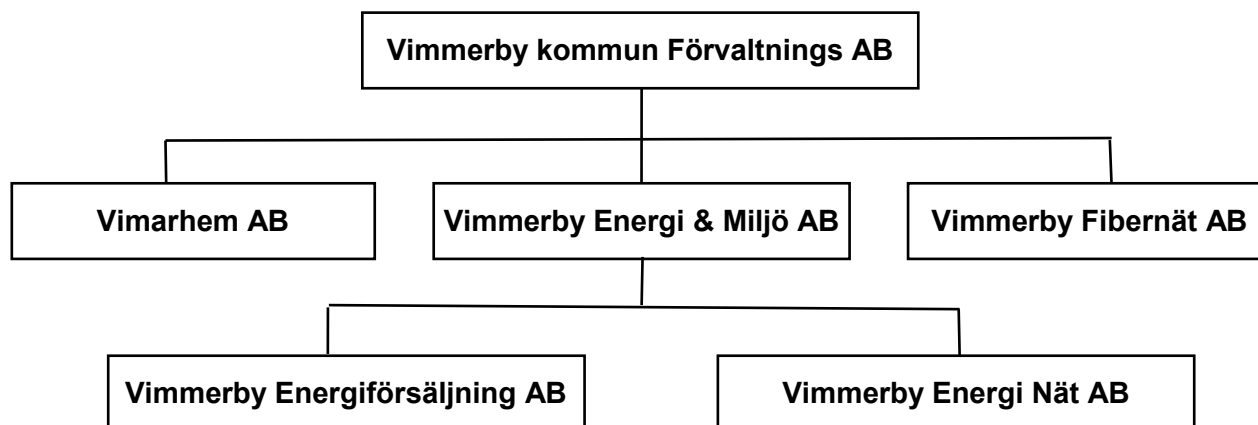 Vimmerby kommun Förvaltnings AB
Vimarhem AB
Vimmerby Energi & Miljö AB
Vimmerby Fibernät AB
Vimmerby Energiförsäljning AB
Vimmerby Energi Nät AB